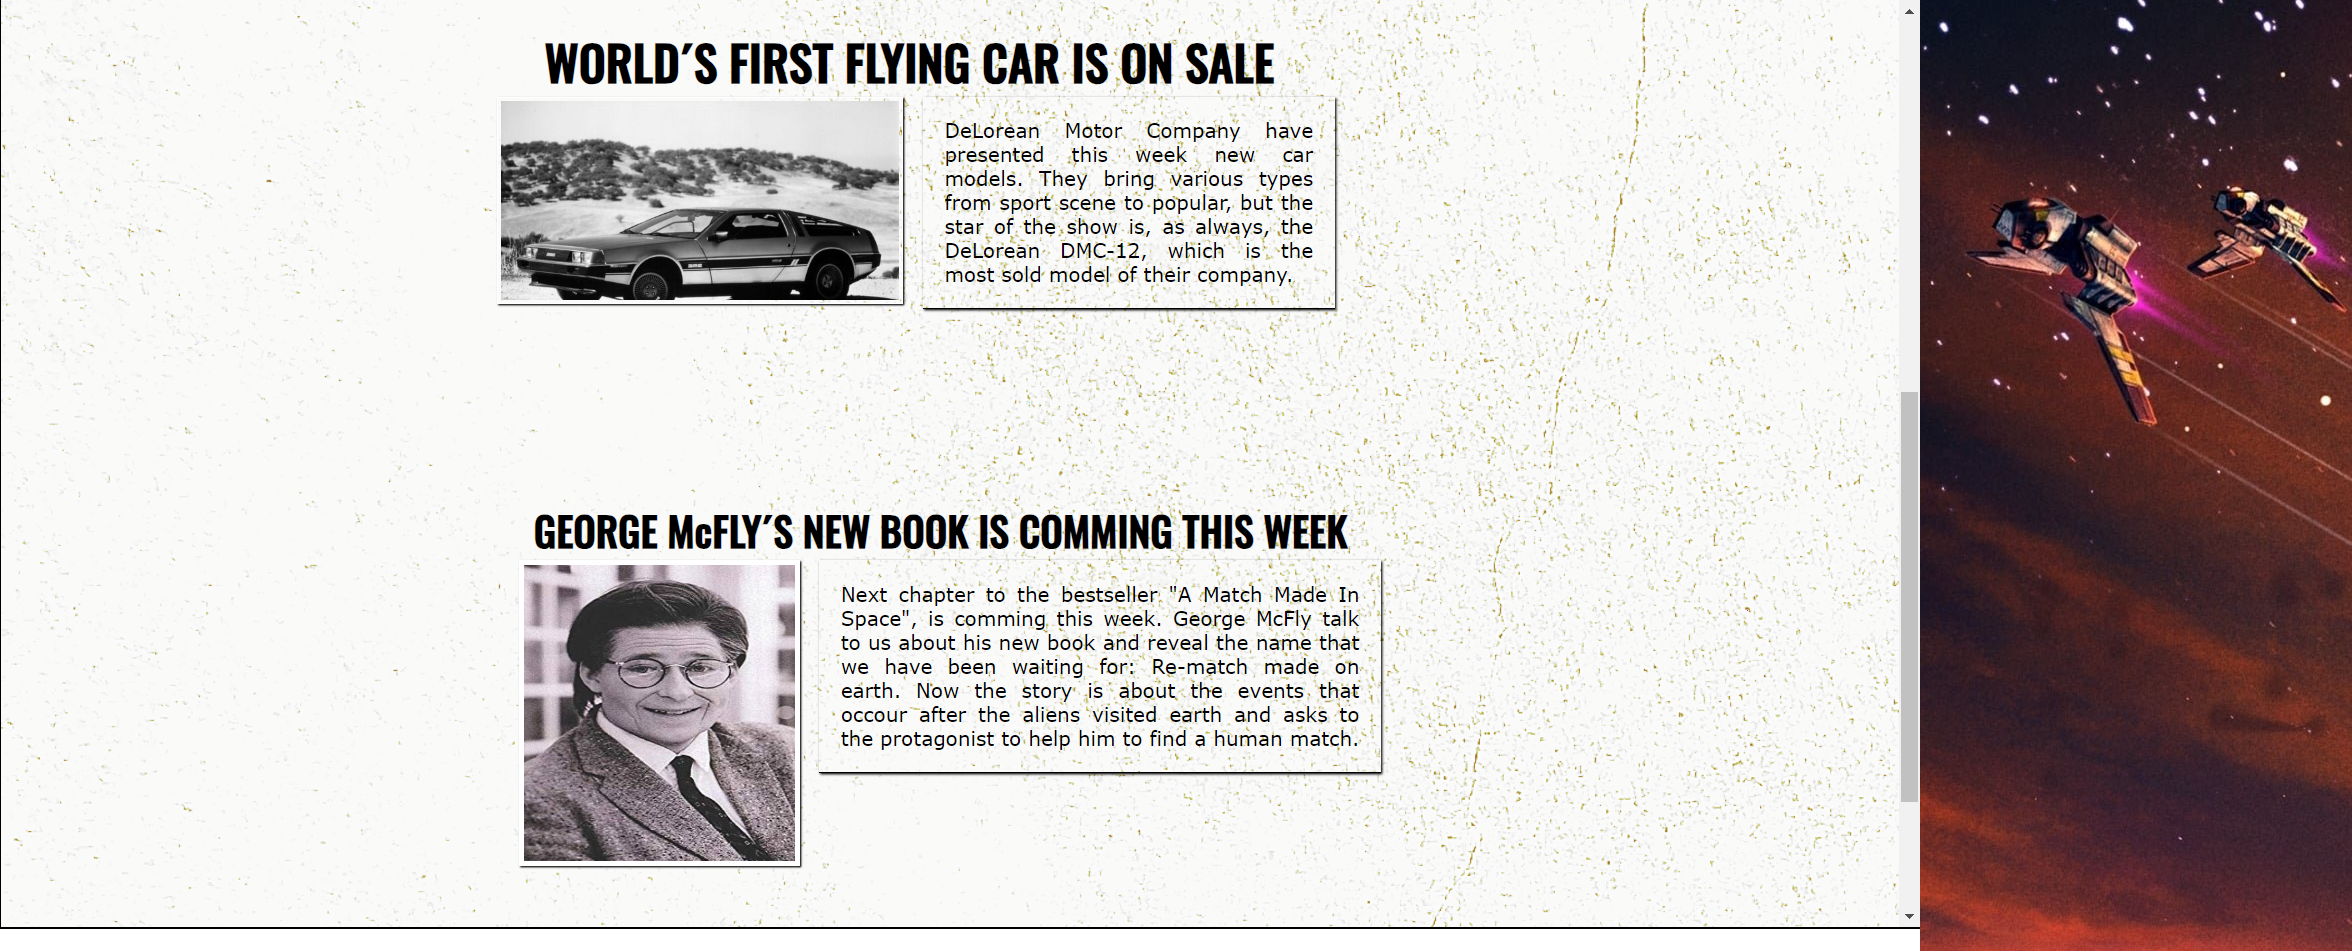 WORLD´S FIRST FLYING CAR IS ON SALE
DeLorean Motor Company have
presented this week new car
models. They bring various types
from sport scene to popular, but the
star of the show is, as always, the
DeLorean DMC-12, which is the
most sold model of their company.
GEORGE McFLY´S NEW BOOK IS COMMING THIS WEEK
Next chapter to the bestseller "A Match Made In
Space", is comming this week. George McFly talk
to us about his new book and reveal the name that
we have been waiting for: Re-match made on
earth. Now the story is about the events that
occour after the aliens visited earth and asks to
the protagonist to help him to find a human match.